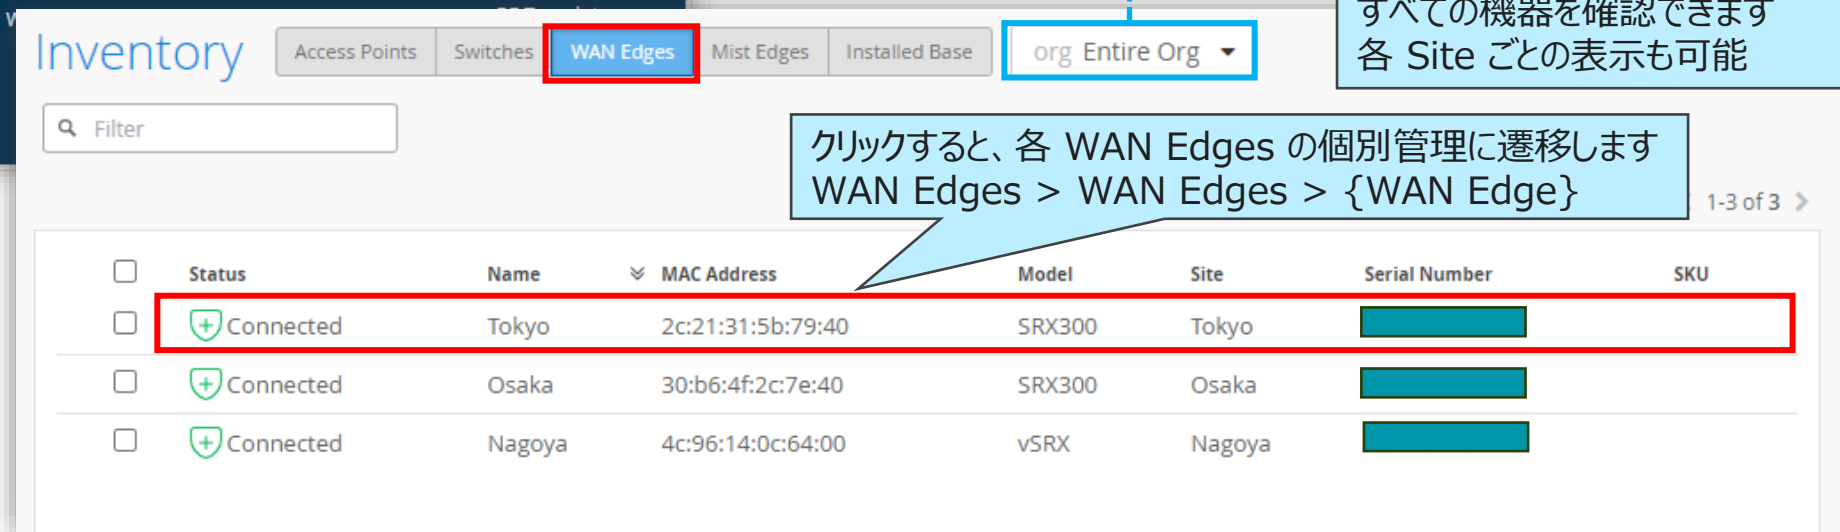 すべての機器を確認できます
各 Site ごとの表示も可能
Inventory
Access Points Switches WAN Edges Mist Edges Installed Base
org Entire Org
Filter
クリックすると、各 WAN Edges の個別管理に遷移します
WAN Edges > WAN Edges > {WAN Edge}
1-3 of 3 >
Status Name MAC Address Model Site Serial Number SKU
Connected Tokyo 2c:21:31:5b:79:40 SRX300 Tokyo
Connected Osaka 30:b6:4f:2c:7e:40 SRX300 Osaka
Connected Nagoya 4c:96:14:0c:64:00 vSRX Nagoya